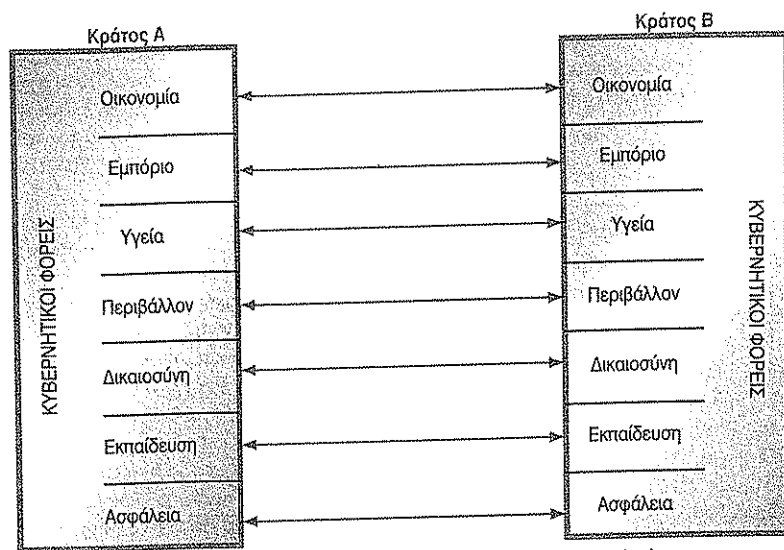 Κράτος Α
ΚΥΒΕΡΝΗΤΙΚΟΙ ΦΟΡΕΙΣ
Οικονομία
Εμπόριο
Υγεία
Περιβάλλον
Δικαιοσύνη
Εκπαίδευση
Ασφάλεια
Κράτος Β
Οικονομία
Εμπόριο
Υγεία
Περιβάλλον
Δικαιοσύνη
Εκπαίδευση
Ασφάλεια
ΚΥΒΕΡΝΗΤΙΚΟΙ ΦΟΡΕΙΣ